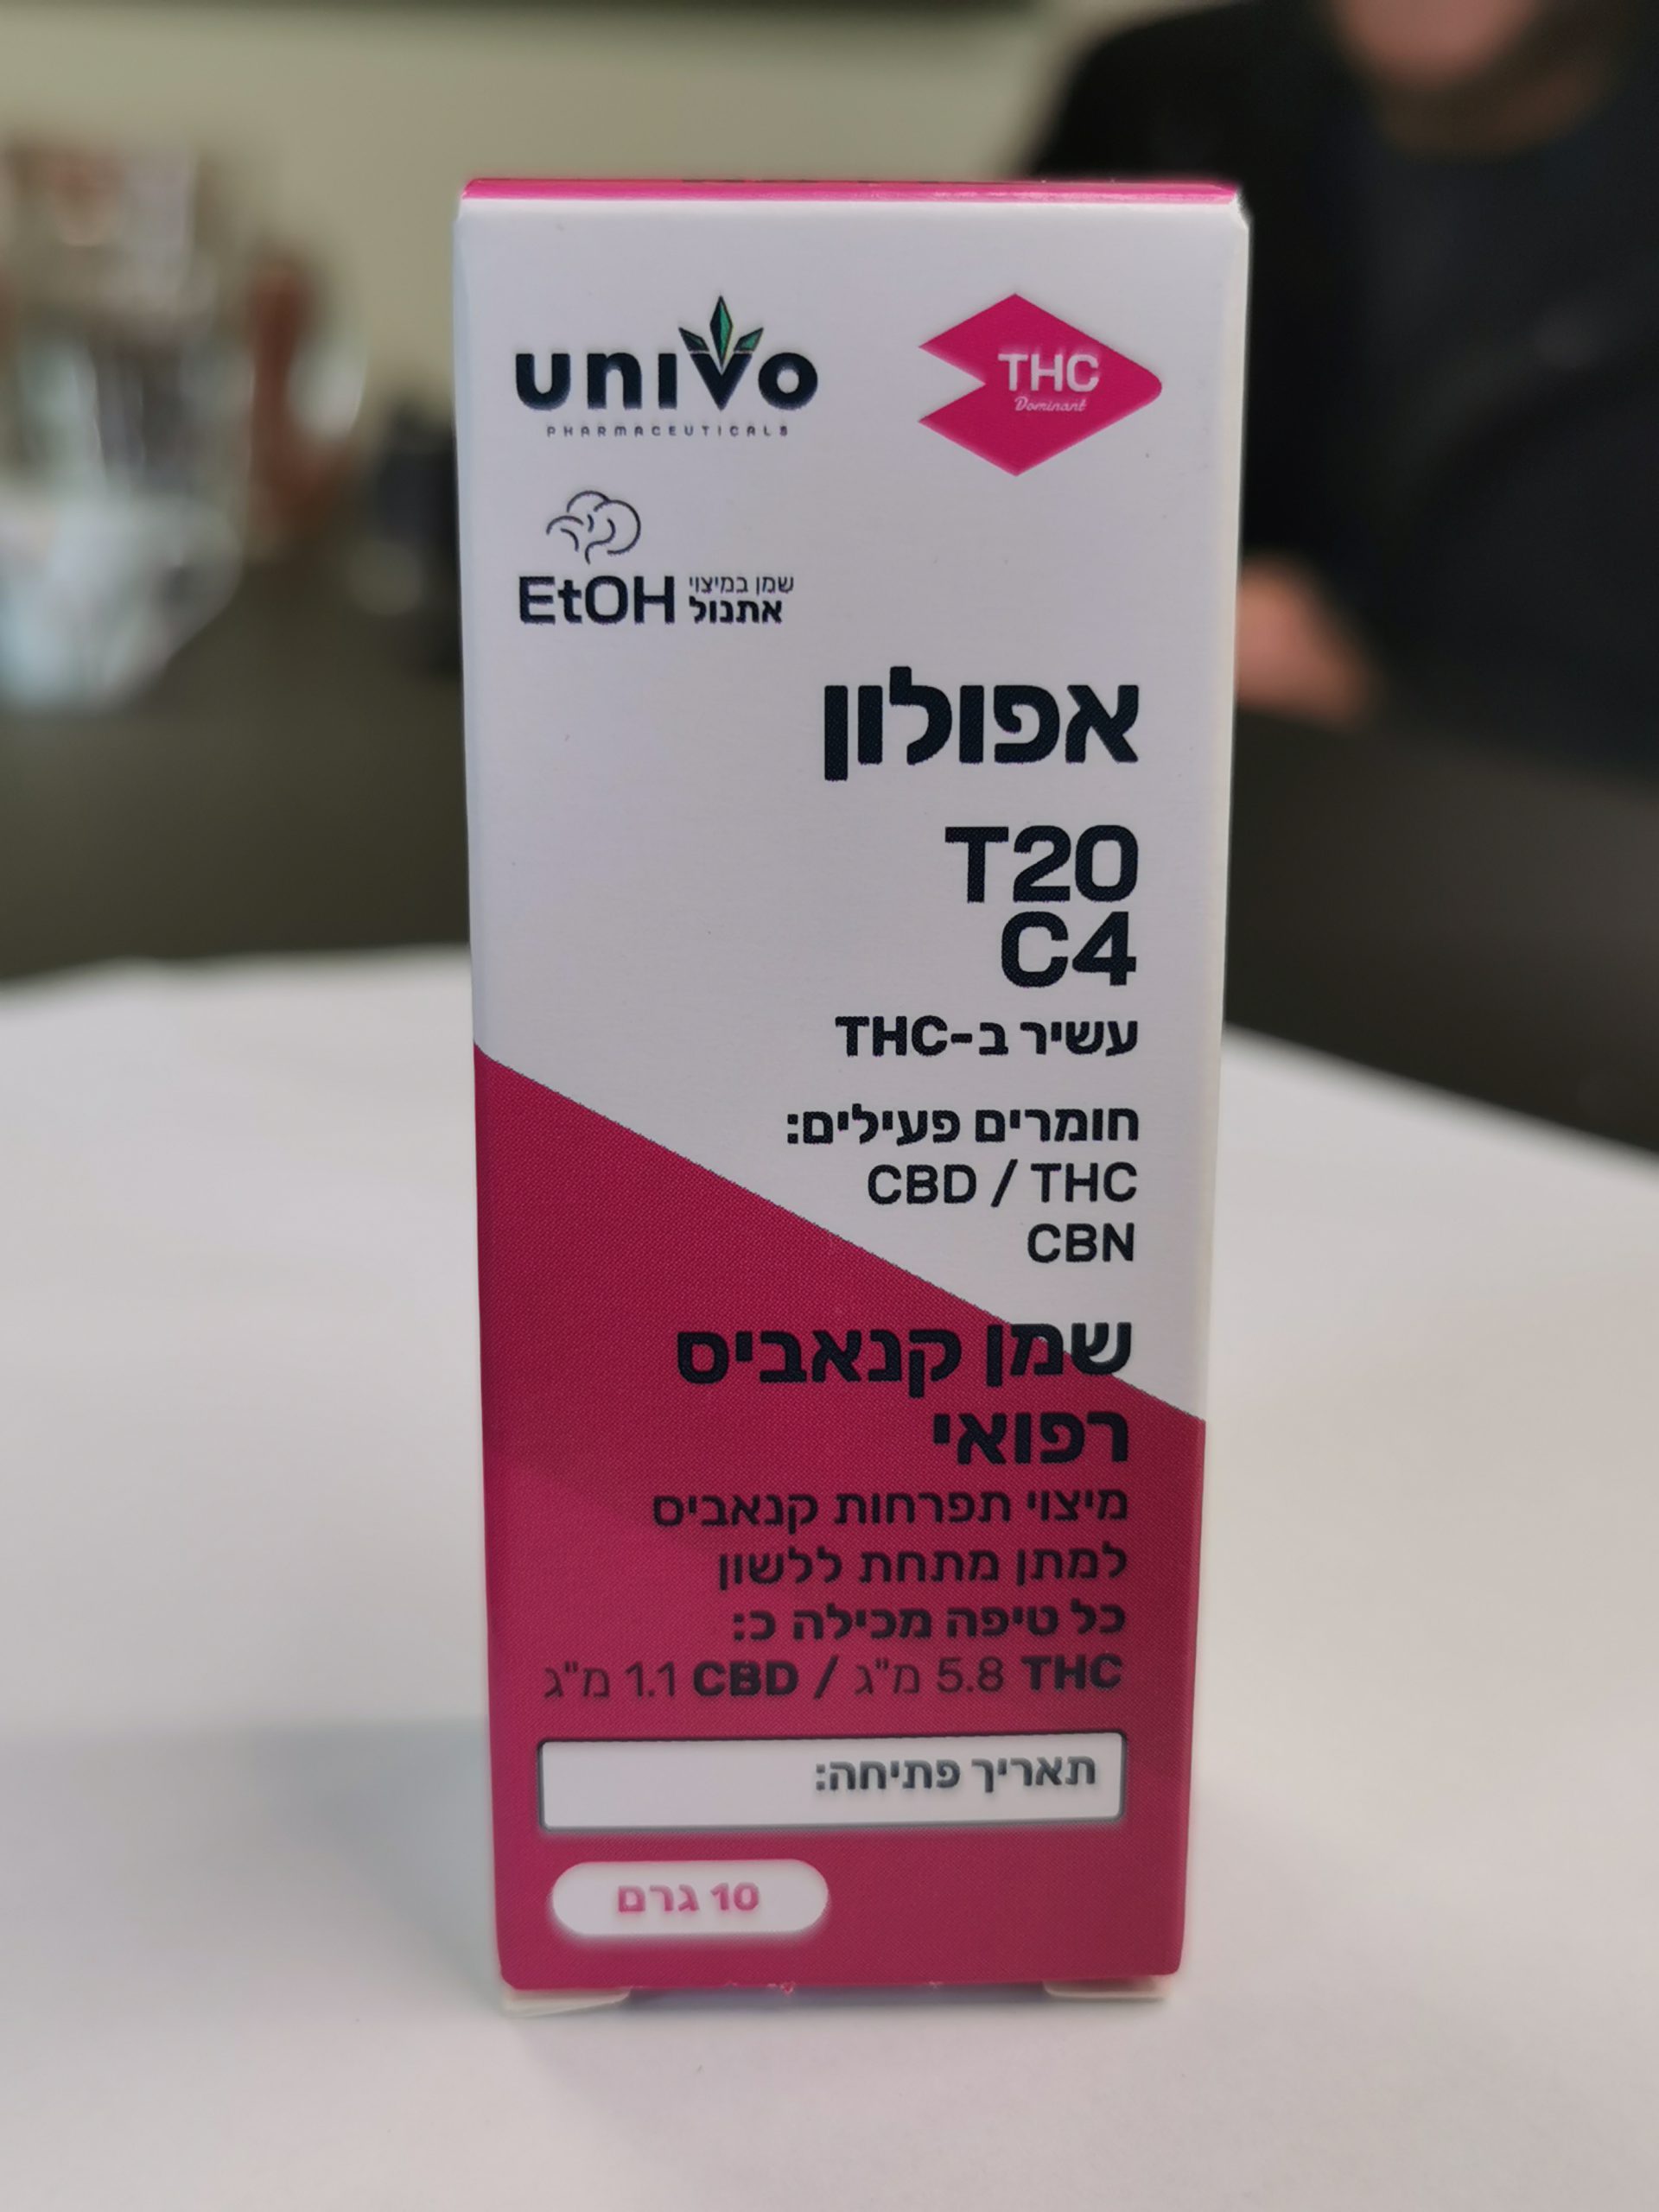 univo
PHARMACEUTICALS
THC
Dominant
EtOH שמן במיצוי
אתנול
אפולון
T20
C4
עשיר ב-THC
חומרים פעילים:
CBD / THC
CBN
שמן קנאביס
רפואי
מיצוי תפרחות קנאביס
למתן מתחת ללשון
כל טיפה מכילה כ:
THC 5.8 מ"ג / CBD 1.1 מ"ג
תאריך פתיחה:
10 גרם